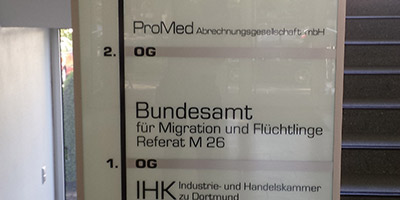 ProMed Abrechnungsgesellschaft mbH
2. OG
Bundesamt
für Migration und Flüchtlinge
Referat M 26
1. OG
IHK Industrie- und Handelskammer
zu Dortmund